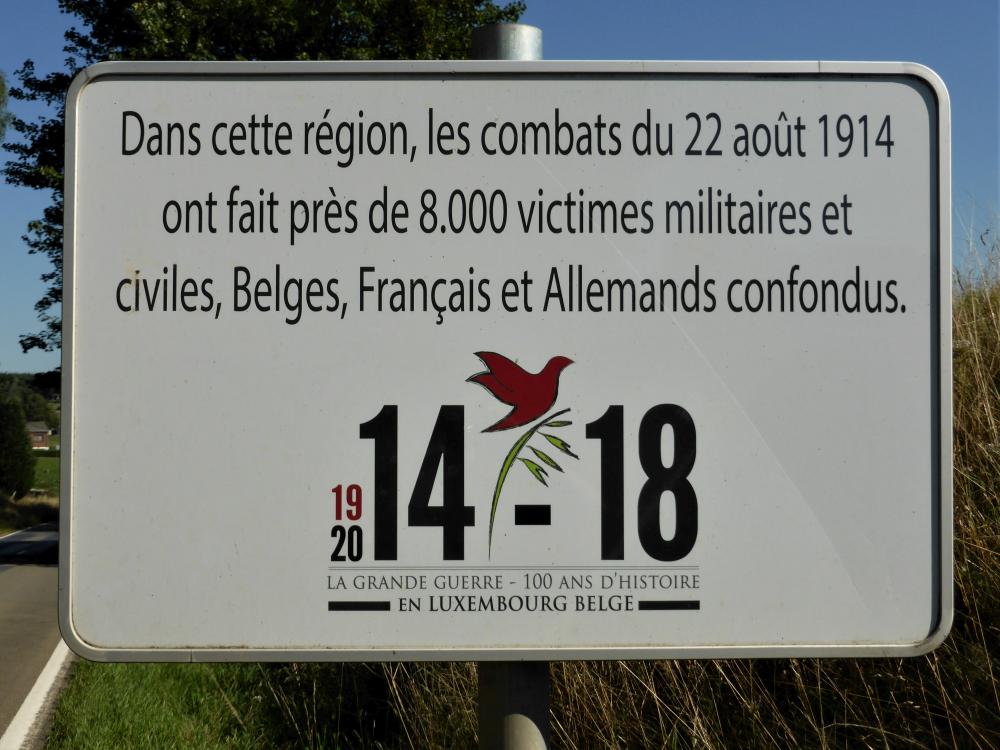 Dans cette région, les combats du 22 août 1914
ont fait près de 8.000 victimes militaires et
civiles, Belges, Français et Allemands confondus.
19
20
14 - 18
LA GRANDE GUERRE - 100 ANS D'HISTOIRE
EN LUXEMBOURG BELGE